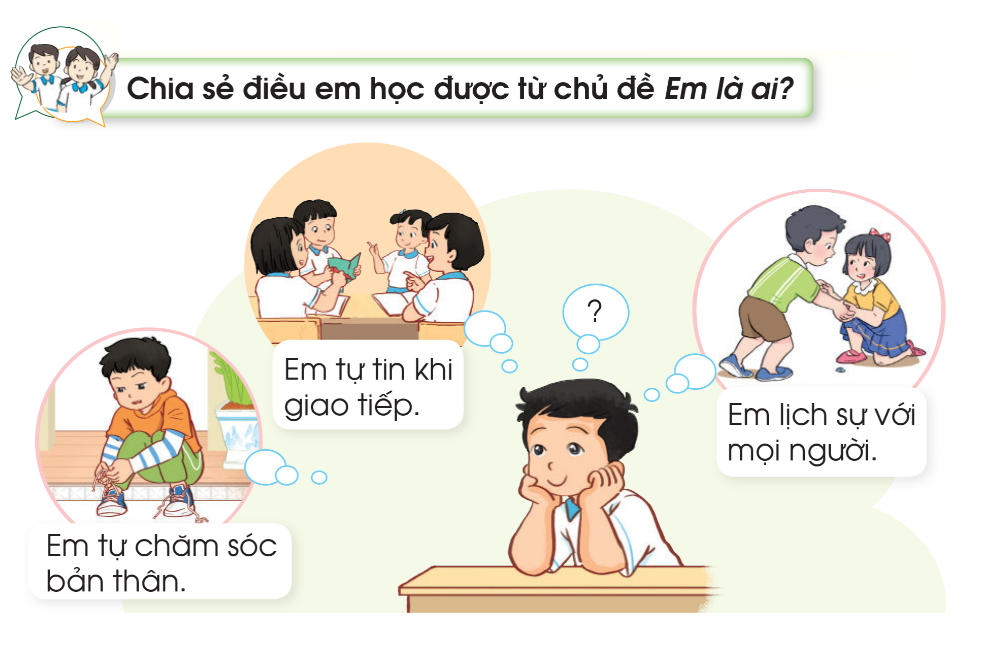 Chia sẻ điều em học được từ chủ đề Em là ai?
?
Em tự tin khi
giao tiếp.
Em lịch sự với
mọi người.
Em tự chăm sóc
bản thân.